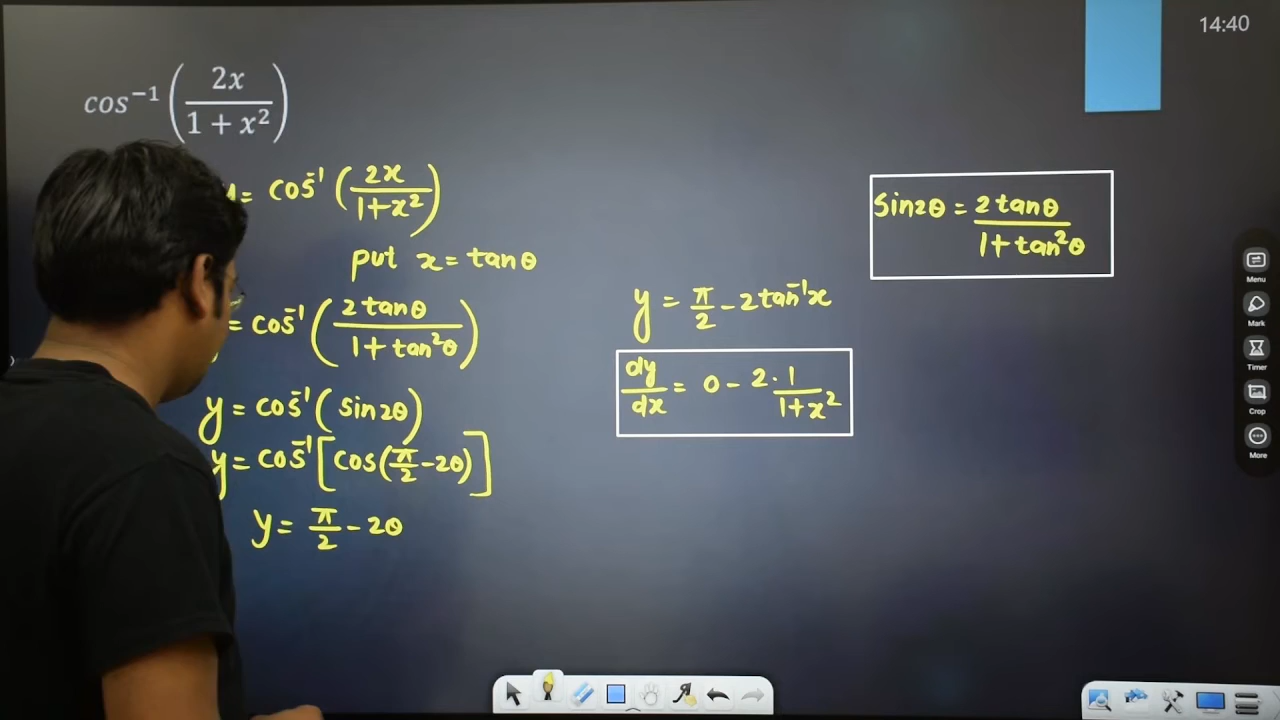 14:40
cos⁻¹ (2x / 1 + x²)
= cos⁻¹ (2x / 1+x²)
put x = tanθ
= cos⁻¹ (2tanθ / 1+tan²θ)
y = cos⁻¹ (sin2θ)
y = cos⁻¹ [cos(π/2 - 2θ)]
y = π/2 - 2θ
y = π/2 - 2tan⁻¹x
dy/dx = 0 - 2·1 / 1+x²
Sin2θ = 2tanθ / 1+tan²θ
Menu
Mark
Timer
Crop
More